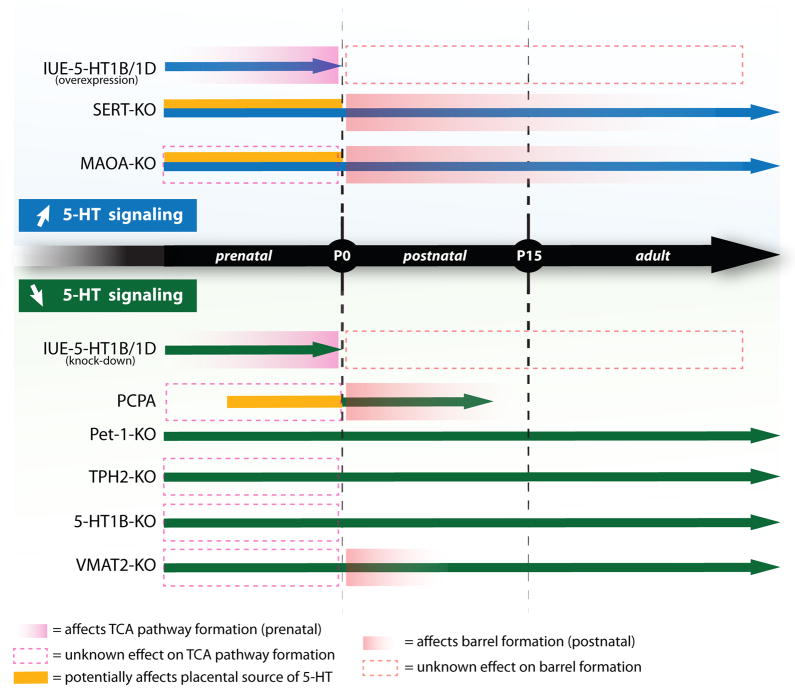 IUE-5-HT1B/1D
(overexpression)
SERT-KO
MAOA-KO
5-HT signaling
prenatal P0 postnatal P15 adult
5-HT signaling
IUE-5-HT1B/1D
(knock-down)
PCPA
Pet-1-KO
TPH2-KO
5-HT1B-KO
VMAT2-KO
= affects TCA pathway formation (prenatal)
= unknown effect on TCA pathway formation
= potentially affects placental source of 5-HT
= affects barrel formation (postnatal)
= unknown effect on barrel formation